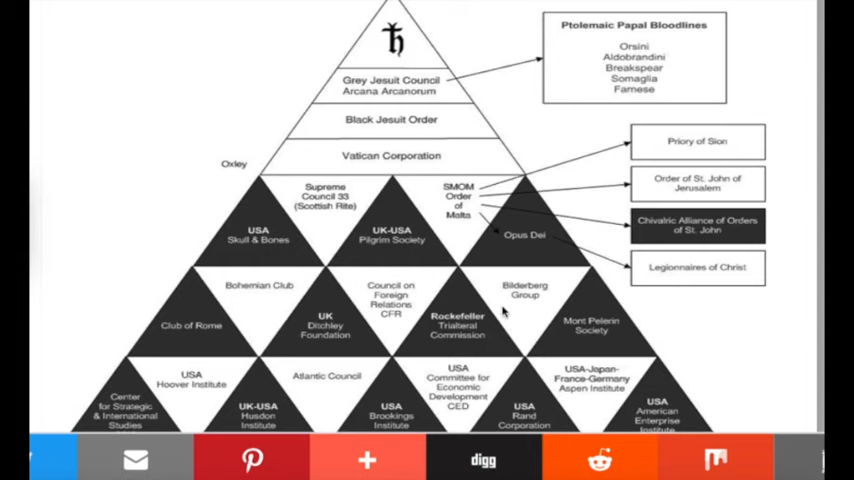 Ptolemaic Papal Bloodlines
Orsini
Aldobrandini
Breakspear
Somaglia
Farnese
Grey Jesuit Council
Arcana Arcanorum
Black Jesuit Order
Vatican Corporation
Oxley
Priory of Sion
Order of St. John of
Jerusalem
Chivalric Alliance of Orders
of St. John
Legionnaires of Christ
USA
Skull & Bones
Supreme
Council 33
(Scottish Rite)
UK-USA
Pilgrim Society
SMOM
Order
of
Malta
Opus Dei
Club of Rome
Bohemian Club
UK
Ditchley
Foundation
Council on
Foreign
Relations
CFR
Rockefeller
Trialteral
Commission
Bilderberg
Group
Mont Pelerin
Society
Center
for Strategic
& International
Studies
USA
Hoover Institute
UK-USA
Husdon
Institute
Atlantic Council
USA
Brookings
Institute
USA
Committee for
Economic
Development
CED
USA
Rand
Corporation
USA-Japan-
France-Germany
Aspen Institute
USA
American
Enterprise
Institute
digg